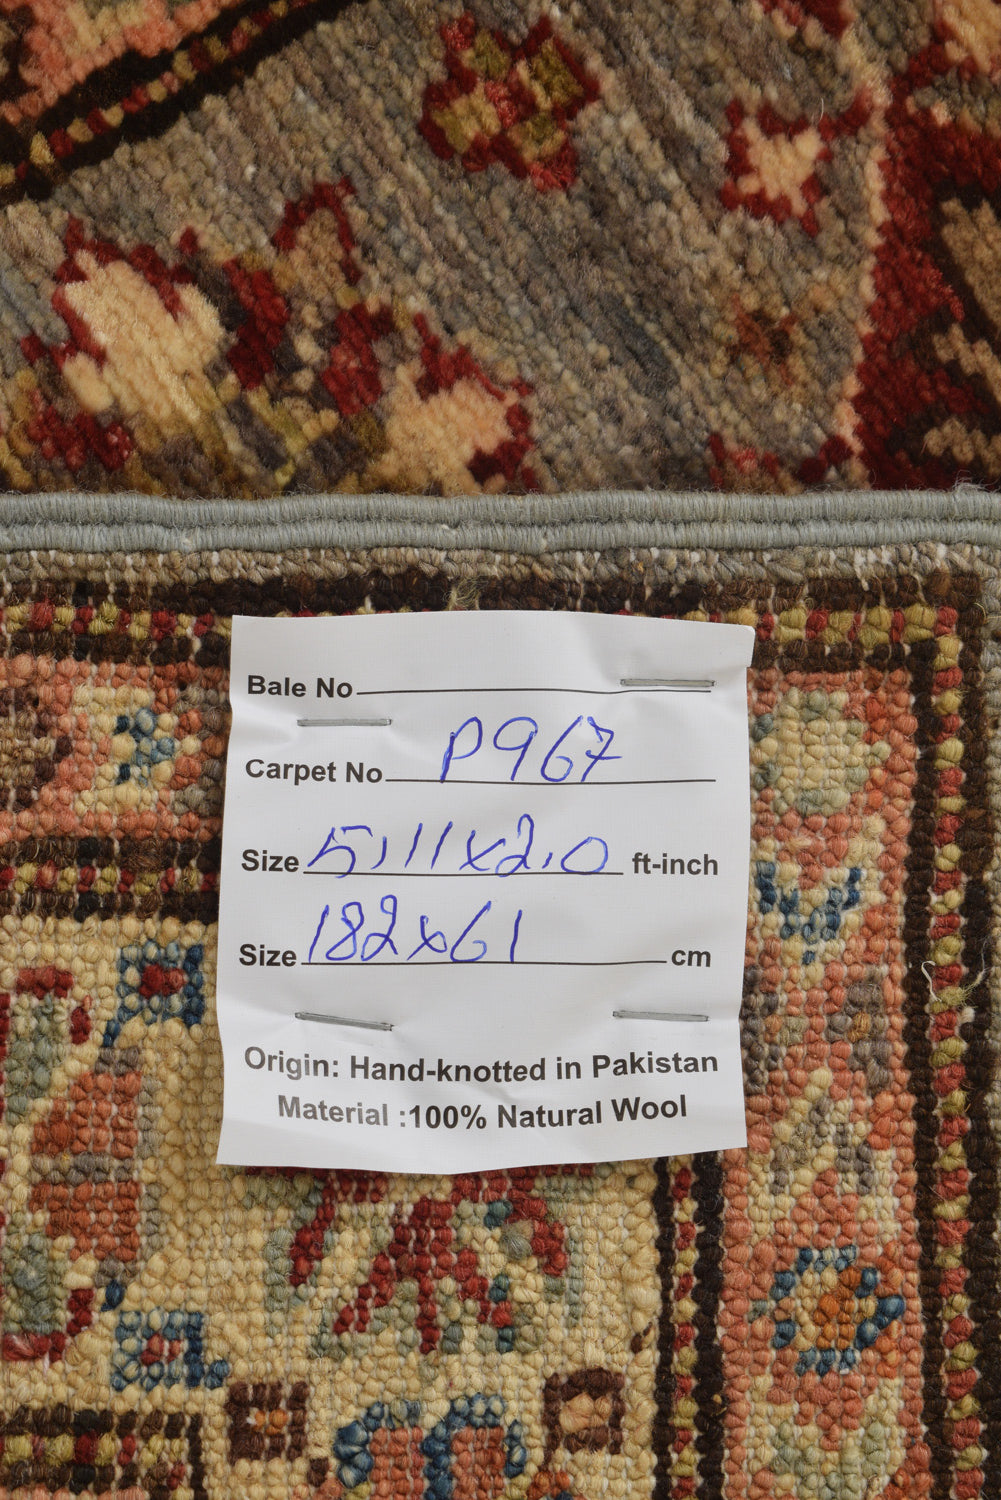 Bale No
Carpet No P967
Size 5,11x2,0 ft-inch
Size 182x61 cm
Origin: Hand-knotted in Pakistan
Material :100% Natural Wool